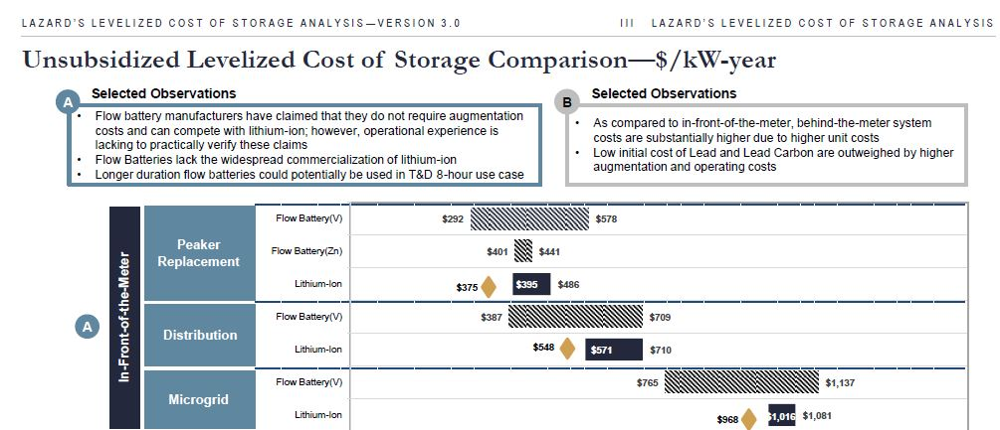 LAZARD'S LEVELIZED COST OF STORAGE ANALYSIS—VERSION 3.0
III LAZARD'S LEVELIZED COST OF STORAGE ANALYSIS
Unsubsidized Levelized Cost of Storage Comparison—$/kW-year
A
Selected Observations
• Flow battery manufacturers have claimed that they do not require augmentation
costs and can compete with lithium-ion; however, operational experience is
lacking to practically verify these claims
• Flow Batteries lack the widespread commercialization of lithium-ion
• Longer duration flow batteries could potentially be used in T&D 8-hour use case
B
Selected Observations
• As compared to in-front-of-the-meter, behind-the-meter system
costs are substantially higher due to higher unit costs
• Low initial cost of Lead and Lead Carbon are outweighed by higher
augmentation and operating costs
A
In-Front-of-the-Meter
Peaker
Replacement
Flow Battery(V) $292 $578
Flow Battery(Zn) $401 $441
Lithium-Ion $375 $395 $486
Distribution
Flow Battery(V) $387 $709
Lithium-Ion $548 $571 $710
Microgrid
Flow Battery(V) $765 $1,137
Lithium-Ion $968 $1,016 $1,081